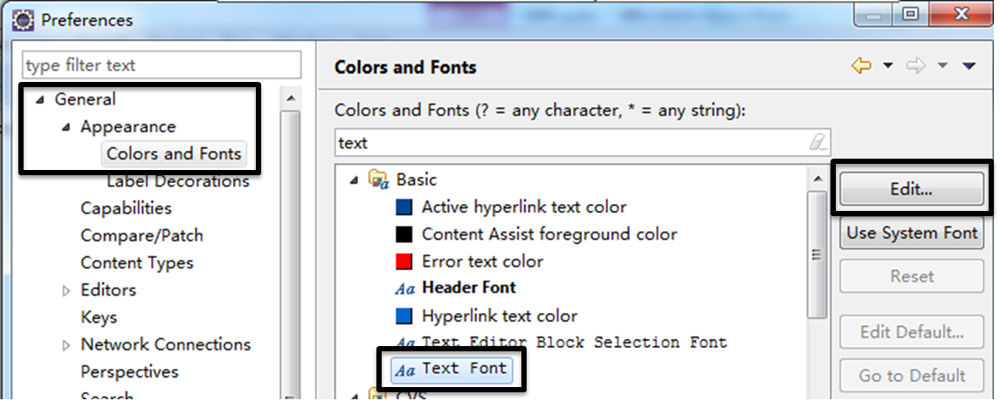 Preferences
type filter text
General
Appearance
Colors and Fonts
Label Decorations
Capabilities
Compare/Patch
Content Types
Editors
Keys
Network Connections
Perspectives
Search
Colors and Fonts
Colors and Fonts (? = any character, * = any string):
text
Basic
Active hyperlink text color
Content Assist foreground color
Error text color
Aa Header Font
Hyperlink text color
Aa Text Editor Block Selection Font
Aa Text Font
CVS
Edit...
Use System Font
Reset
Edit Default...
Go to Default